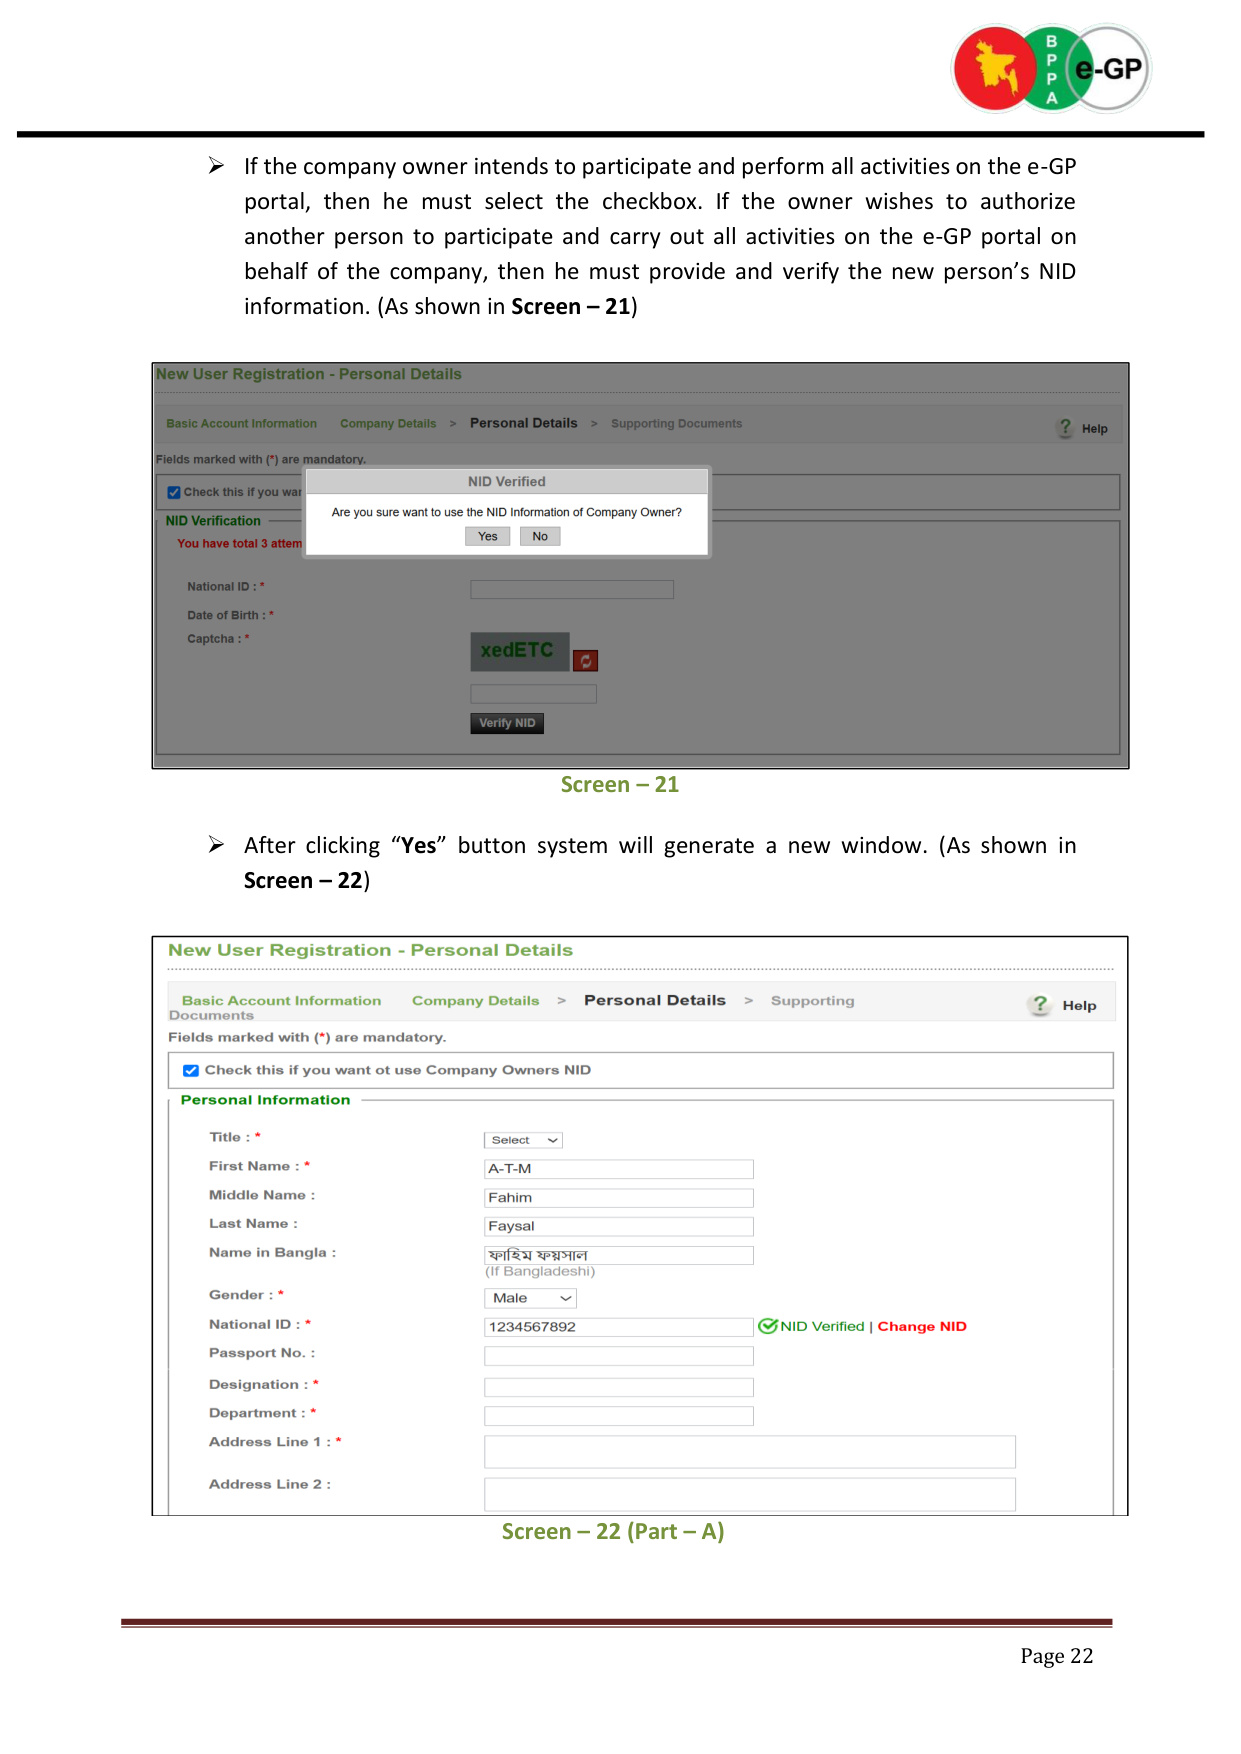 B
P
P
A
e-GP
➢ If the company owner intends to participate and perform all activities on the e-GP
portal, then he must select the checkbox. If the owner wishes to authorize
another person to participate and carry out all activities on the e-GP portal on
behalf of the company, then he must provide and verify the new person’s NID
information. (As shown in Screen – 21)
New User Registration - Personal Details
Basic Account Information Company Details > Personal Details > Supporting Documents
? Help
Fields marked with (*) are mandatory.
NID Verified
Check this if you war
Are you sure want to use the NID Information of Company Owner?
NID Verification
Yes No
You have total 3 attem
National ID : *
Date of Birth : *
Captcha : *
xedETC
Verify NID
Screen – 21
➢ After clicking “Yes” button system will generate a new window. (As shown in
Screen – 22)
New User Registration - Personal Details
Basic Account Information Company Details > Personal Details > Supporting
Documents
? Help
Fields marked with (*) are mandatory.
Check this if you want ot use Company Owners NID
Personal Information
Title : * Select
First Name : * A-T-M
Middle Name : Fahim
Last Name : Faysal
Name in Bangla : ফাহিম ফয়সাল
(If Bangladeshi)
Gender : * Male
National ID : * 1234567892 NID Verified | Change NID
Passport No. :
Designation : *
Department : *
Address Line 1 : *
Address Line 2 :
Screen – 22 (Part – A)
Page 22